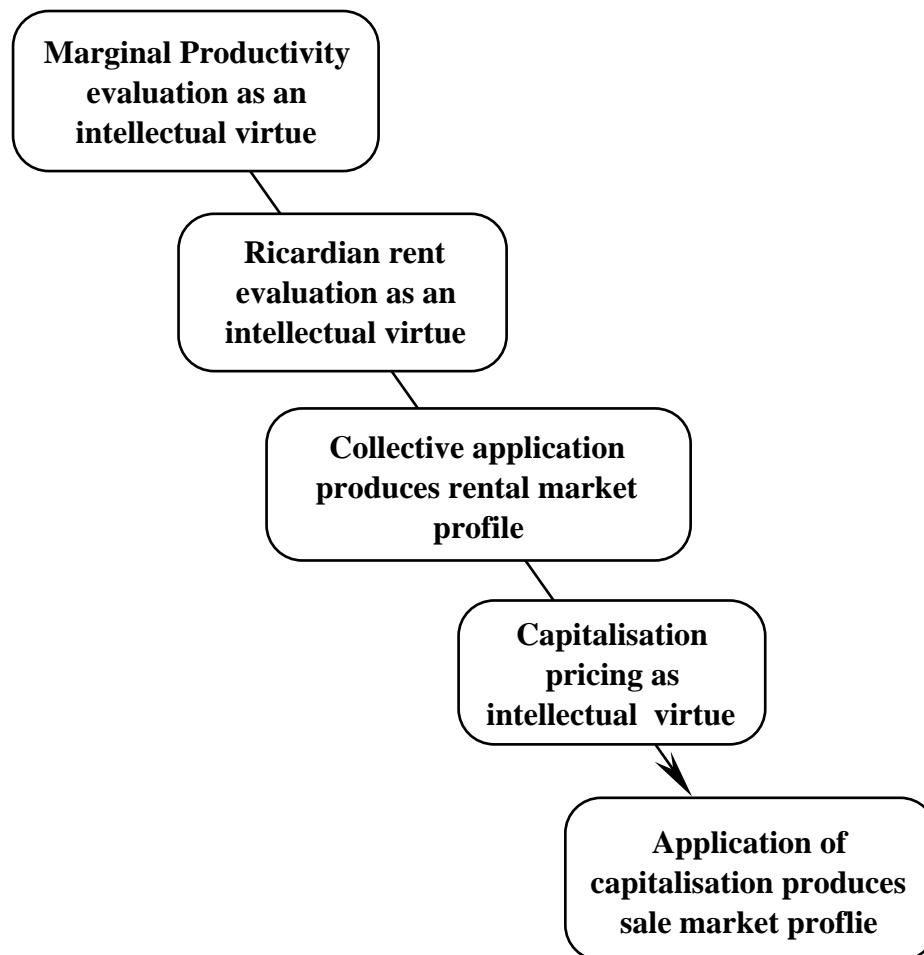 Marginal Productivity
evaluation as an
intellectual virtue
Ricardian rent
evaluation as an
intellectual virtue
Collective application
produces rental market
profile
Capitalisation
pricing as
intellectual  virtue
Application of
capitalisation produces
sale market proflie